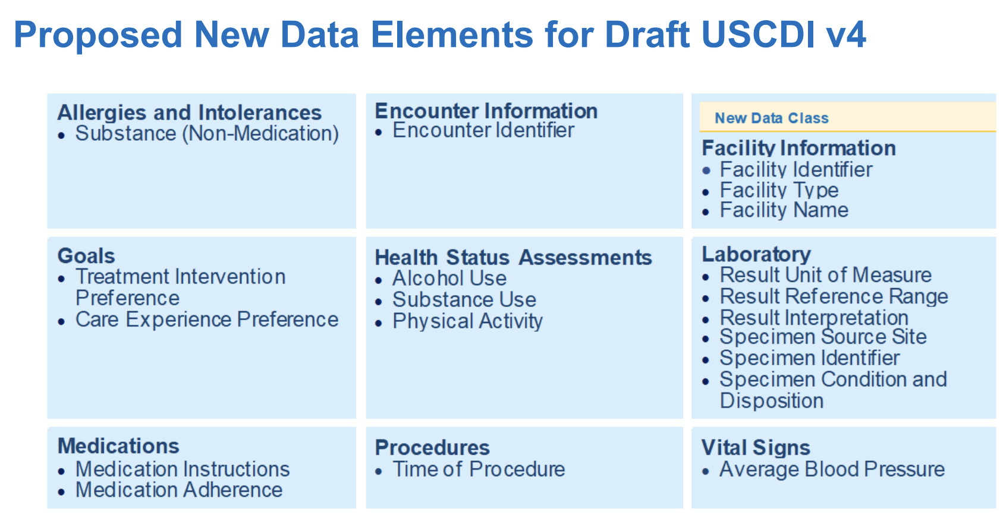 Proposed New Data Elements for Draft USCDI v4
Allergies and Intolerances
• Substance (Non-Medication)
Encounter Information
• Encounter Identifier
New Data Class
Facility Information
• Facility Identifier
• Facility Type
• Facility Name
Goals
• Treatment Intervention
Preference
• Care Experience Preference
Health Status Assessments
• Alcohol Use
• Substance Use
• Physical Activity
Laboratory
• Result Unit of Measure
• Result Reference Range
• Result Interpretation
• Specimen Source Site
• Specimen Identifier
• Specimen Condition and
Disposition
Medications
• Medication Instructions
• Medication Adherence
Procedures
• Time of Procedure
Vital Signs
• Average Blood Pressure